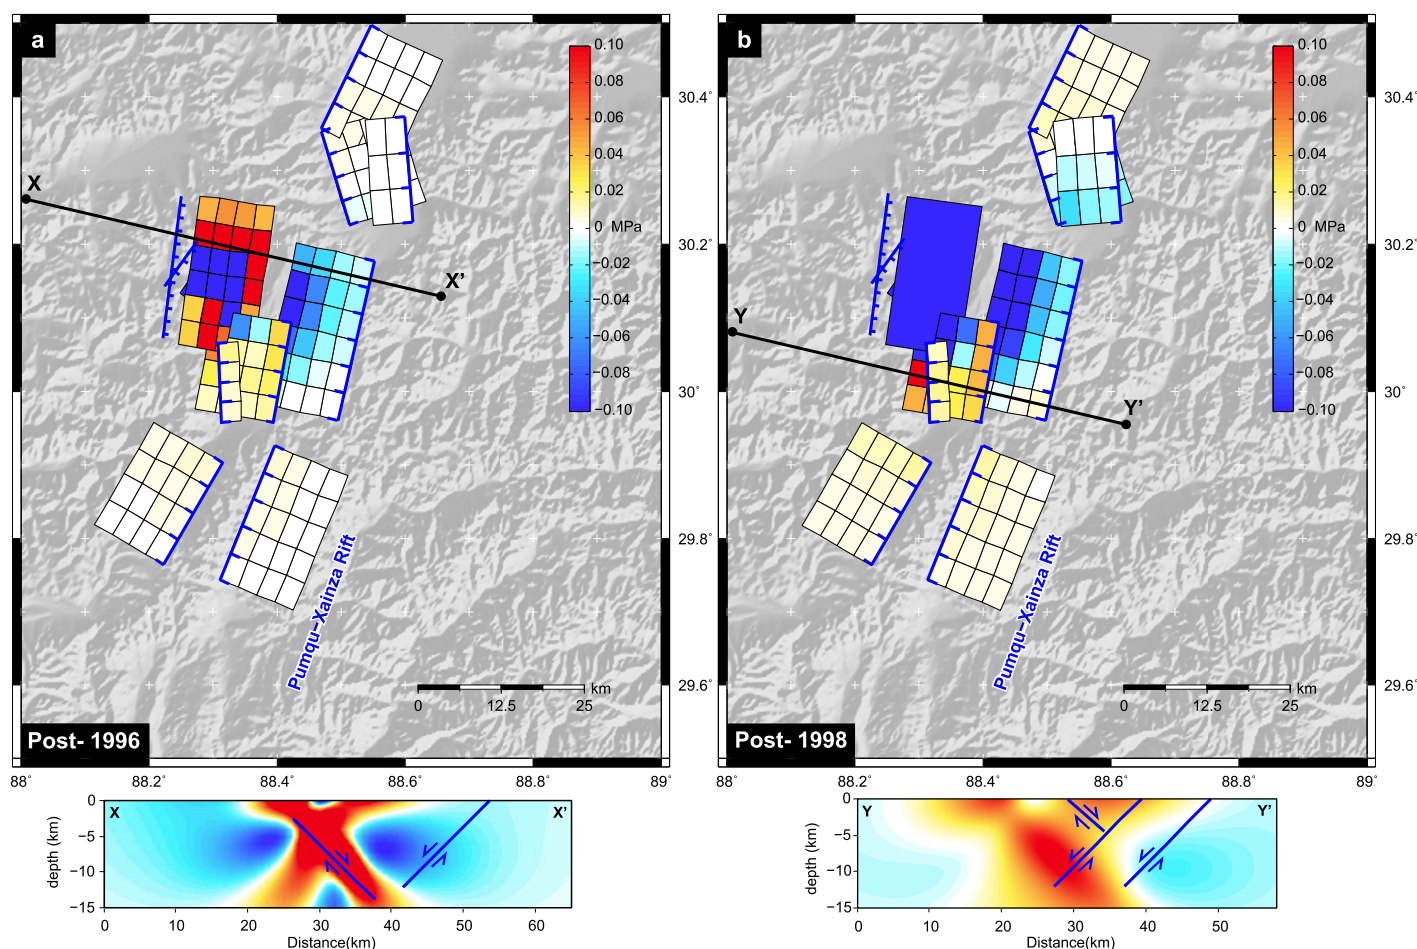 a
0.10
0.08
0.06
0.04
0.02
0 MPa
−0.02
−0.04
−0.06
−0.08
−0.10
X
X’
Pumqu−Xainza Rift
km
0 12.5 25
Post- 1996
88˚ 88.2˚ 88.4˚ 88.6˚ 88.8˚ 89˚
30.4˚
30.2˚
30˚
29.8˚
29.6˚
b
0.10
0.08
0.06
0.04
0.02
0 MPa
−0.02
−0.04
−0.06
−0.08
−0.10
Y
Y’
Pumqu−Xainza Rift
km
0 12.5 25
Post- 1998
88˚ 88.2˚ 88.4˚ 88.6˚ 88.8˚ 89˚
30.4˚
30.2˚
30˚
29.8˚
29.6˚
X X’
depth (km)
0
−5
−10
−15
0 10 20 30 40 50 60
Distance(km)
Y Y’
depth (km)
0
−5
−10
−15
0 10 20 30 40 50
Distance(km)